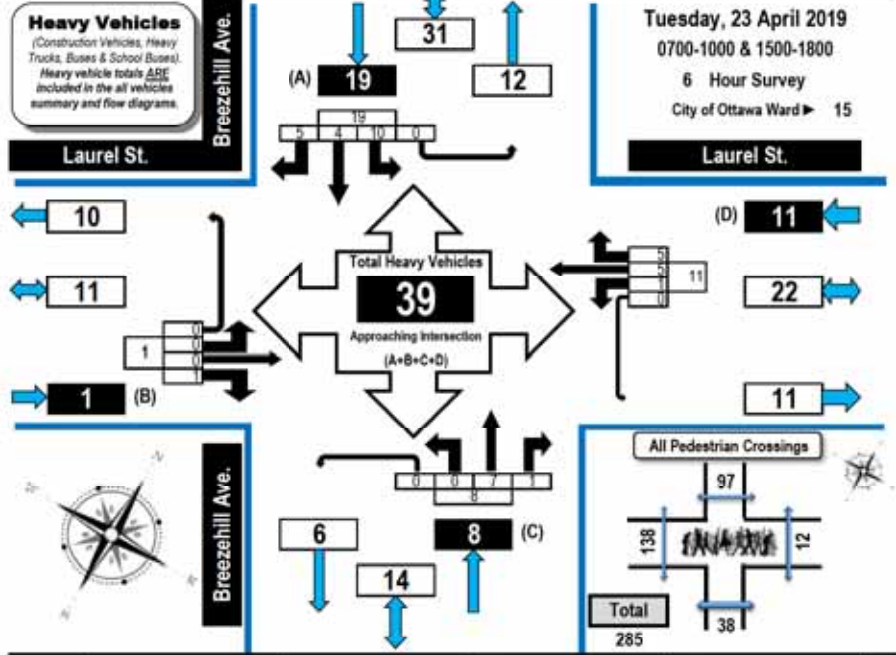 Heavy Vehicles
(Construction Vehicles, Heavy
Trucks, Buses & School Buses).
Heavy vehicle totals ARE
included in the all vehicles
summary and flow diagrams.
Breezehill Ave.
Laurel St.
31
(A) 19
12
19
5 4 10 0
Tuesday, 23 April 2019
0700-1000 & 1500-1800
6 Hour Survey
City of Ottawa Ward ► 15
Laurel St.
10
11
1
0
0
0
1
1 (B)
Total Heavy Vehicles
39
Approaching Intersection
(A+B+C+D)
(D) 11
5
5
1
0
11
22
11
0 0 7 1
8
6
8 (C)
14
Breezehill Ave.
All Pedestrian Crossings
97
138
12
38
Total
285